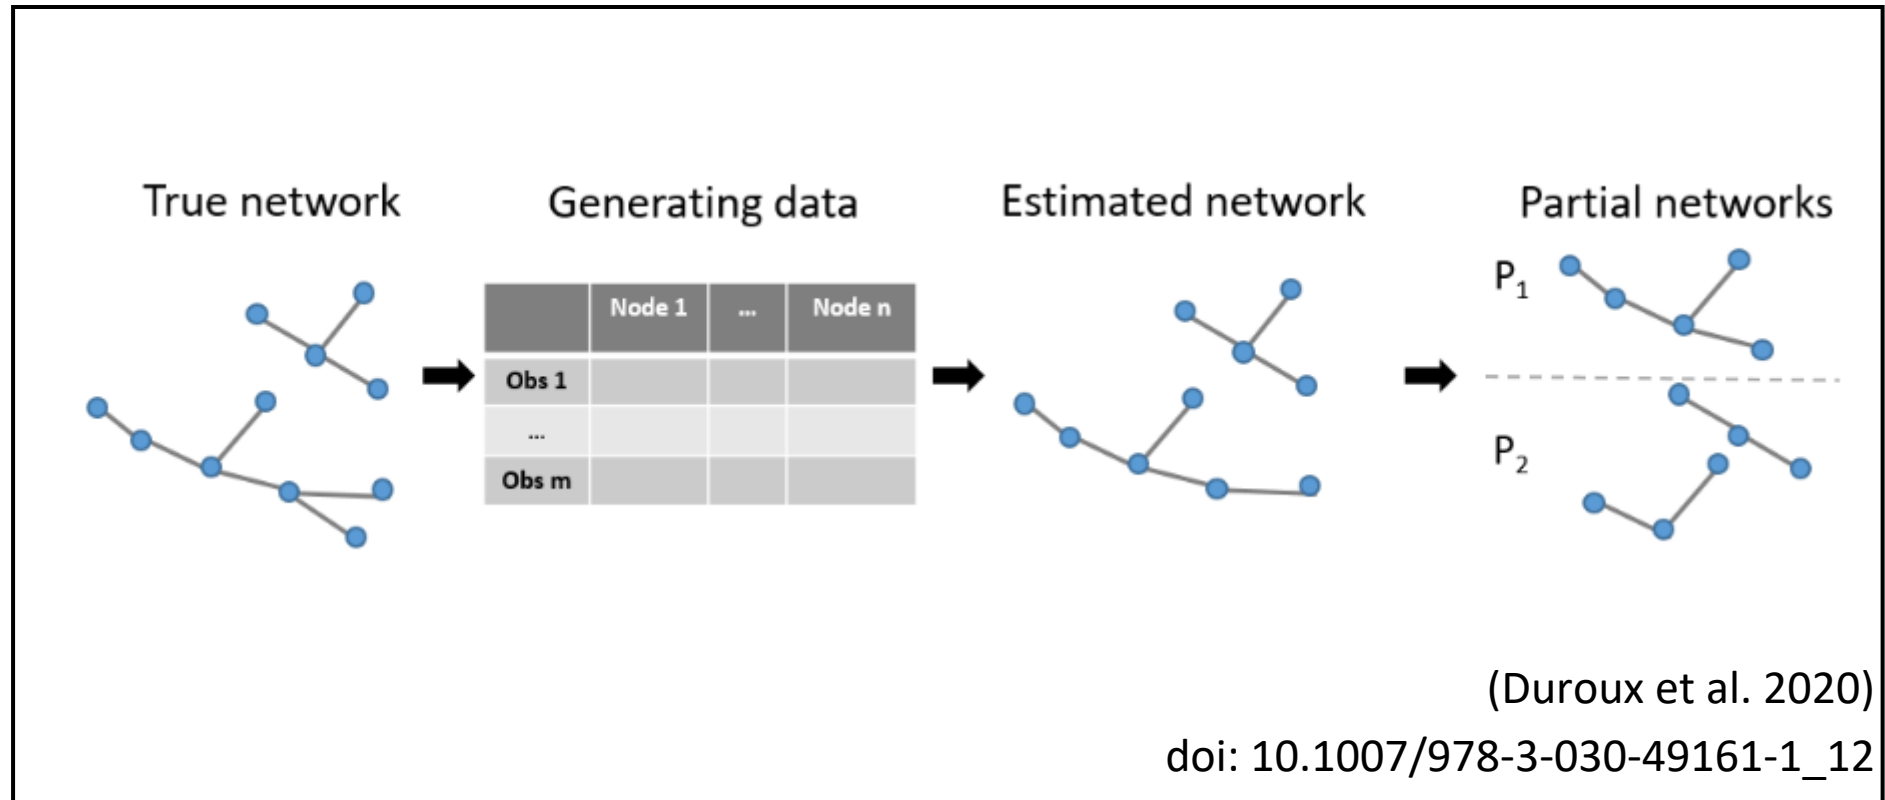 True network
Generating data
Estimated network
Partial networks
Node 1 ... Node n
Obs 1
...
Obs m
P1
P2
(Duroux et al. 2020)
doi: 10.1007/978-3-030-49161-1_12